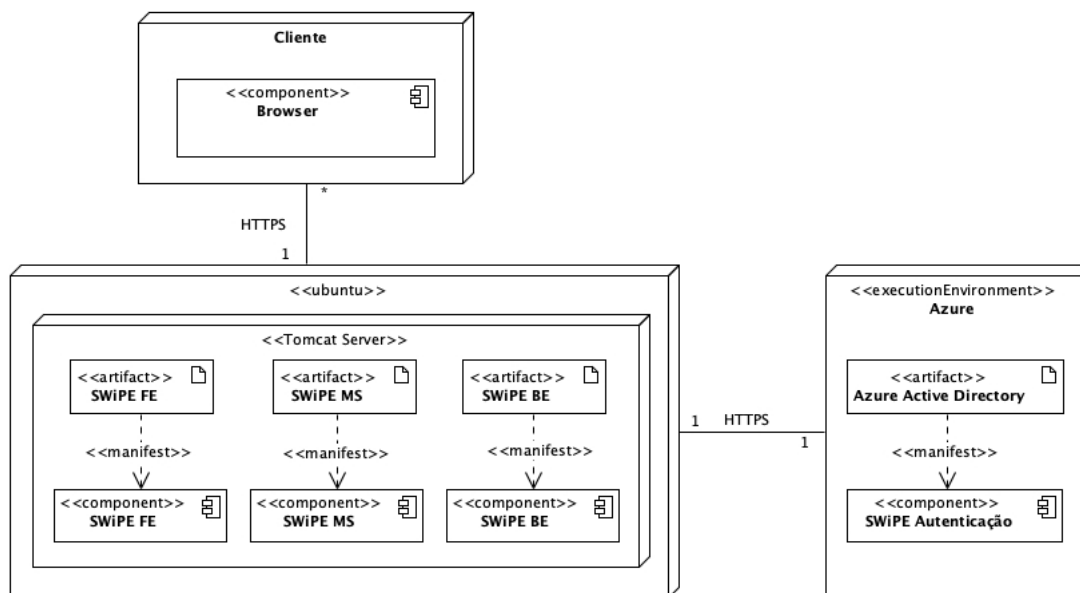 Cliente
<<component>>
Browser
*
HTTPS
1
<<ubuntu>>
<<Tomcat Server>>
<<artifact>>
SWiPE FE
<<artifact>>
SWiPE MS
<<artifact>>
SWiPE BE
<<manifest>>
<<manifest>>
<<manifest>>
<<component>>
SWiPE FE
<<component>>
SWiPE MS
<<component>>
SWiPE BE
1
HTTPS
1
<<executionEnvironment>>
Azure
<<artifact>>
Azure Active Directory
<<manifest>>
<<component>>
SWiPE Autenticação